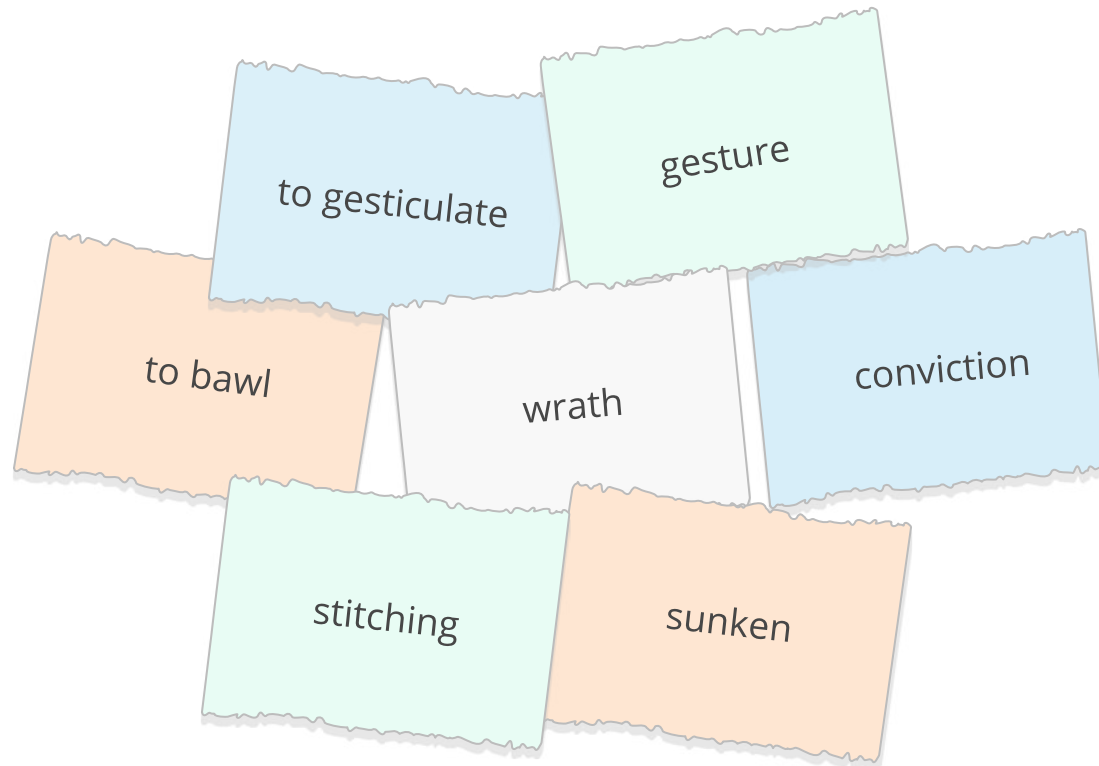 to gesticulate
gesture
to bawl
wrath
conviction
stitching
sunken